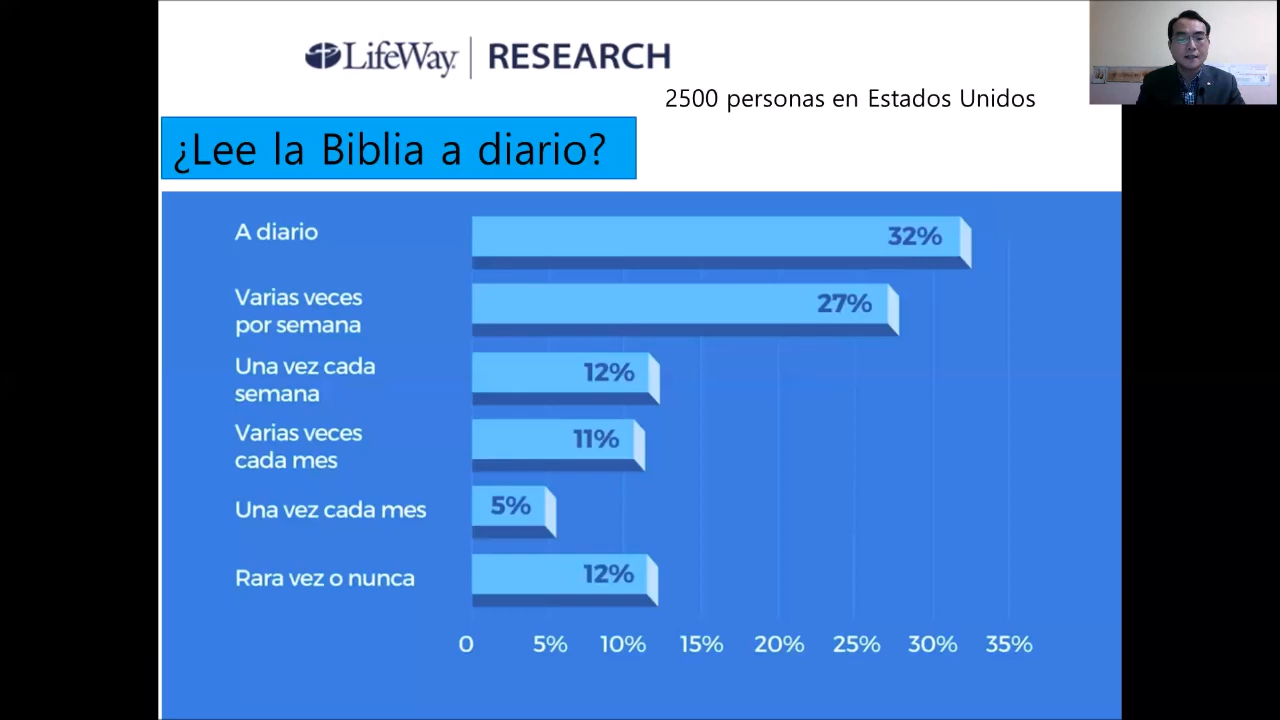 LifeWay | RESEARCH
2500 personas en Estados Unidos
¿Lee la Biblia a diario?
A diario
32%
Varias veces
por semana
27%
Una vez cada
semana
12%
Varias veces
cada mes
11%
Una vez cada mes
5%
Rara vez o nunca
12%
0 5% 10% 15% 20% 25% 30% 35%